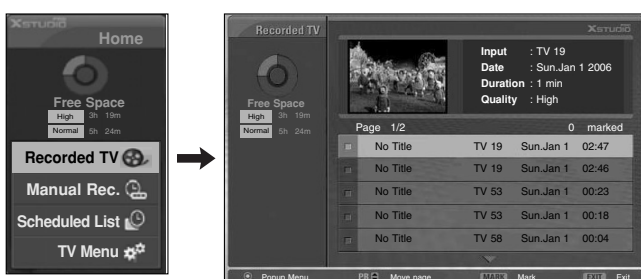 XSTUDIO
Home
Free Space
High 3h 19m
Normal 5h 24m
Recorded TV
Manual Rec.
Scheduled List
TV Menu
Recorded TV
XSTUDIO
Free Space
High 3h 19m
Normal 5h 24m
Input : TV 19
Date : Sun.Jan 1 2006
Duration : 1 min
Quality : High
Page 1/2 0 marked
No Title TV 19 Sun.Jan 1 02:47
No Title TV 19 Sun.Jan 1 02:46
No Title TV 53 Sun.Jan 1 00:23
No Title TV 53 Sun.Jan 1 00:18
No Title TV 58 Sun.Jan 1 00:04
Popup Menu PR Move page MARK Mark EXIT Exit